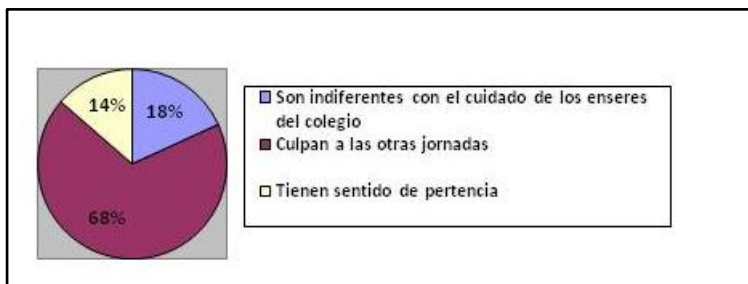 14%
18%
68%
Son indiferentes con el cuidado de los enseres
del colegio
Culpan a las otras jornadas
Tienen sentido de pertencia